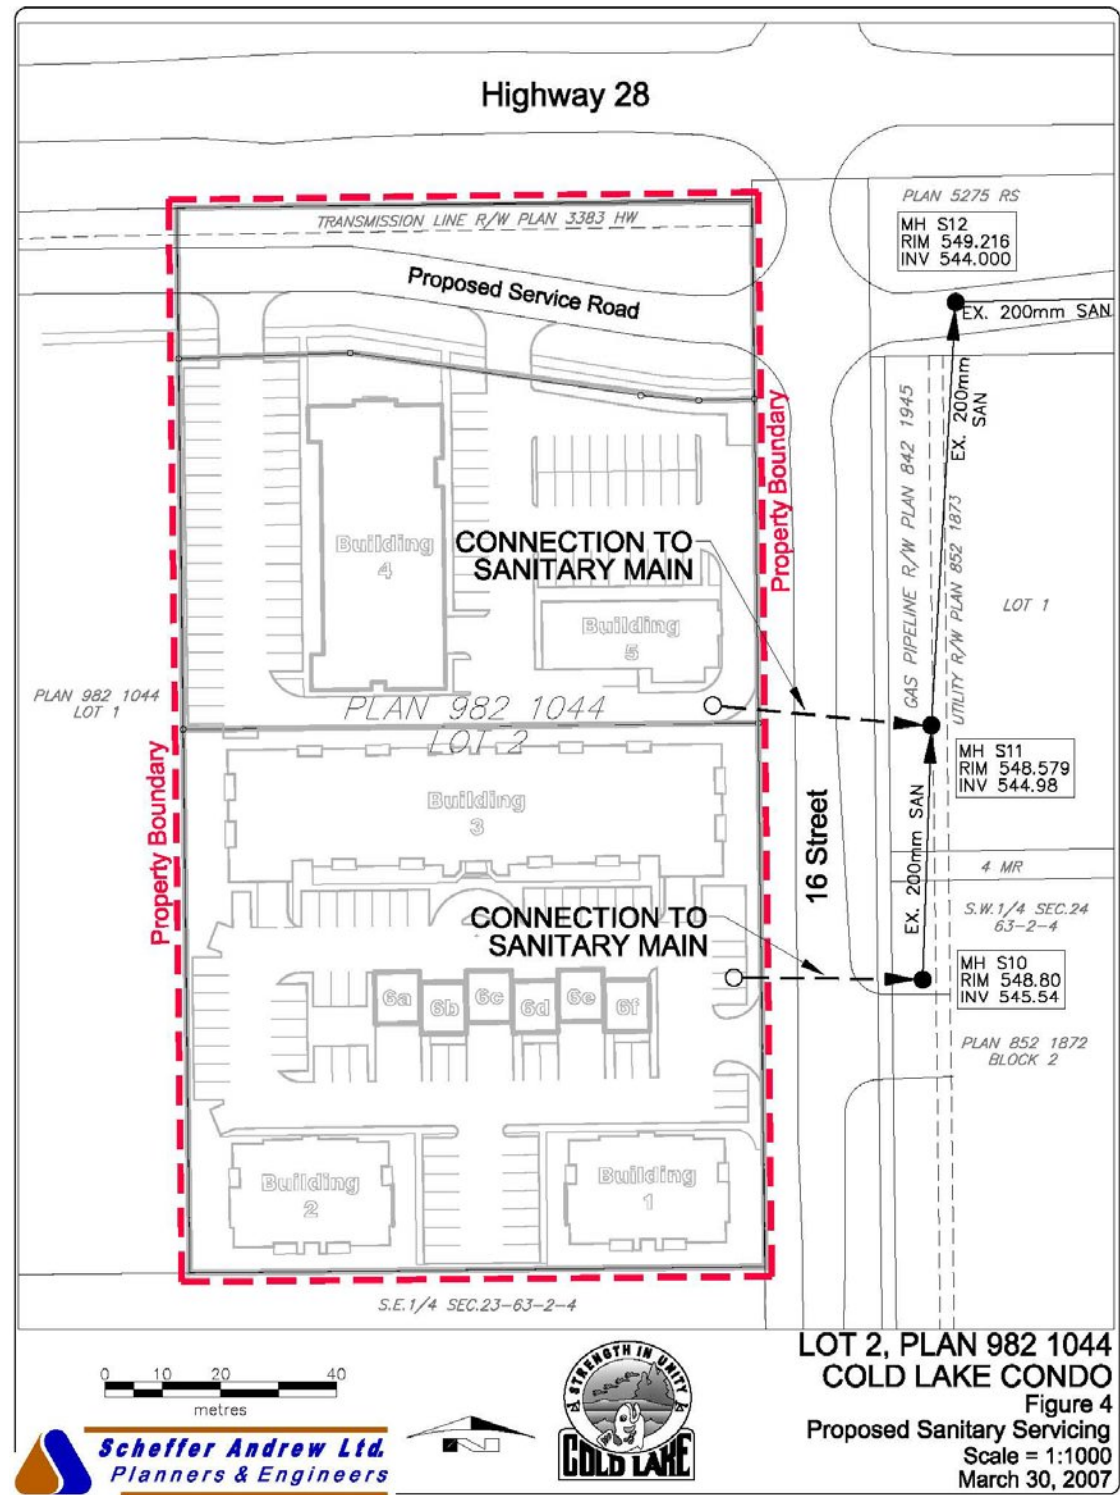 Highway 28
PLAN 5275 RS
MH S12
RIM 549.216
INV 544.000
TRANSMISSION LINE R/W PLAN 3383 HW
Proposed Service Road
EX. 200mm SAN
EX. 200mm
SAN
GAS PIPELINE R/W PLAN 842 1945
UTILITY R/W PLAN 852 1873
Property Boundary
Building
4
CONNECTION TO
SANITARY MAIN
Building
5
LOT 1
PLAN 982 1044
LOT 1
PLAN 982 1044
LOT 2
MH S11
RIM 548.579
INV 544.98
Property Boundary
Building
3
16 Street
EX. 200mm SAN
4 MR
S.W.1/4 SEC.24
63-2-4
CONNECTION TO
SANITARY MAIN
MH S10
RIM 548.80
INV 545.54
6a
6b
6c
6d
6e
6f
PLAN 852 1872
BLOCK 2
Building
2
Building
1
S.E.1/4 SEC.23-63-2-4
0 10 20 40
metres
Scheffer Andrew Ltd.
Planners & Engineers
N
STRENGTH IN UNITY
COLD LAKE
LOT 2, PLAN 982 1044
COLD LAKE CONDO
Figure 4
Proposed Sanitary Servicing
Scale = 1:1000
March 30, 2007